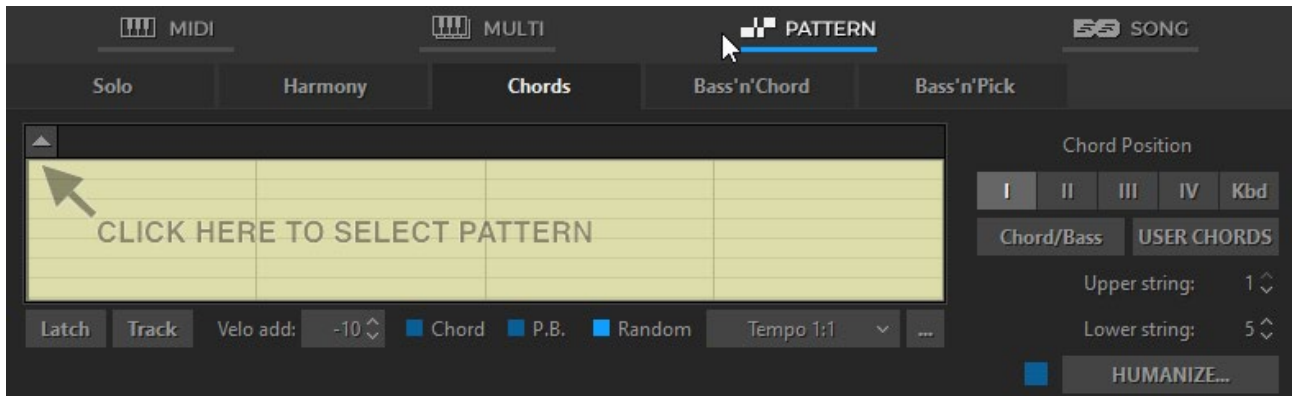 MIDI MULTI PATTERN SONG
Solo Harmony Chords Bass'n'Chord Bass'n'Pick
Chord Position
I II III IV Kbd
CLICK HERE TO SELECT PATTERN
Chord/Bass USER CHORDS
Upper string: 1
Latch Track Velo add: -10 Chord P.B. Random Tempo 1:1 ...
Lower string: 5
HUMANIZE...